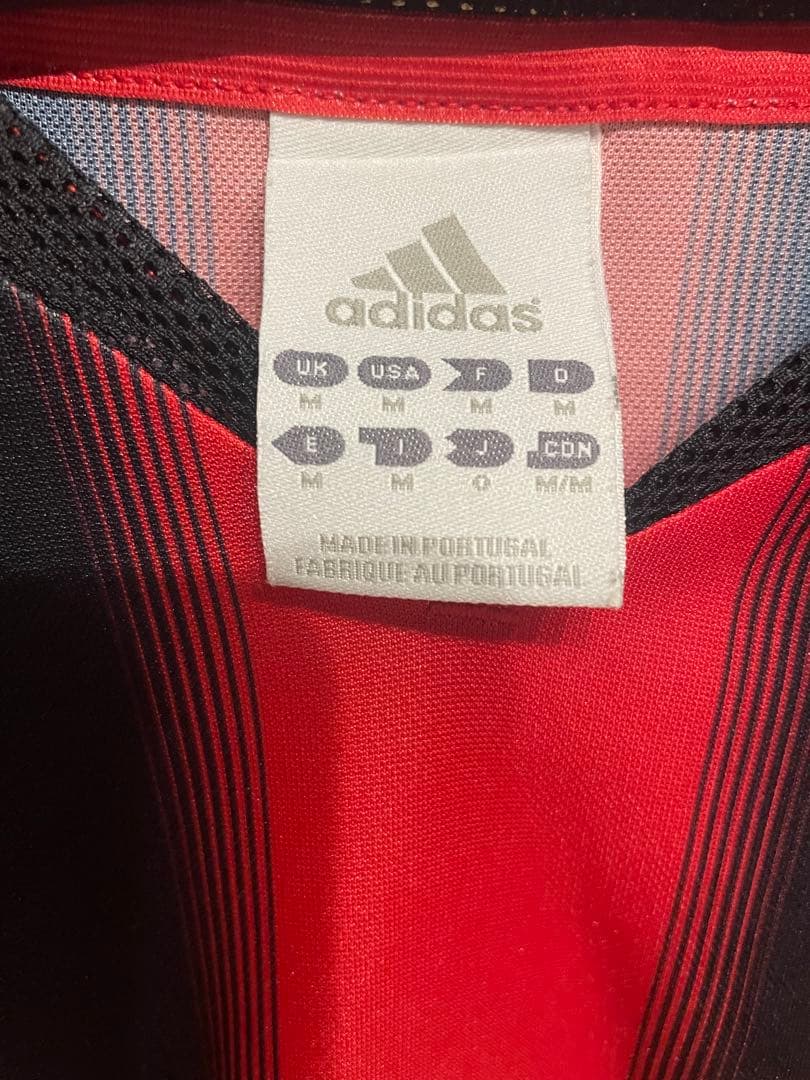 adidas
UK USA F D
M M M M
E I J CDN
M M O M/M
MADE IN PORTUGAL
FABRIQUE AU PORTUGAL